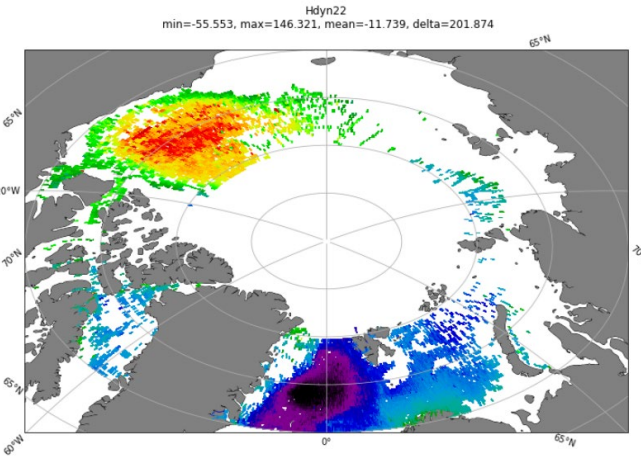 Hdyn22
min=-55.553, max=146.321, mean=-11.739, delta=201.874
65°N
65°N
0°W
70°N
70
65°N
60°W
0°
65°N